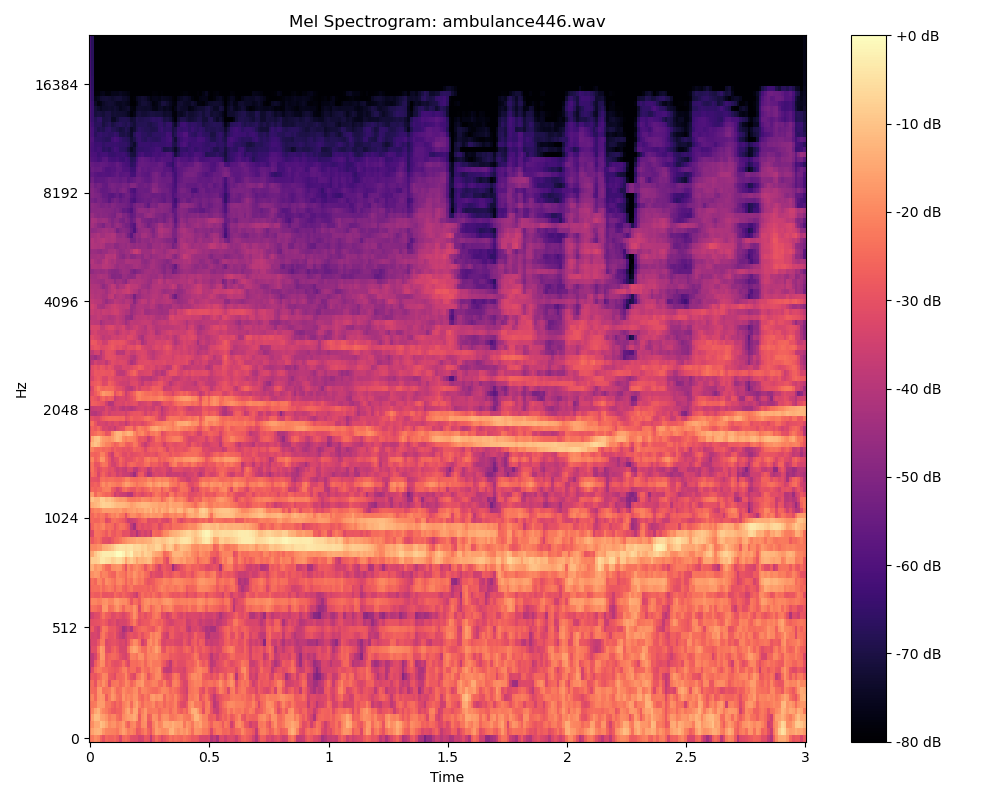 Mel Spectrogram: ambulance446.wav
Hz
16384
8192
4096
2048
1024
512
0
0
0.5
1
1.5
2
2.5
3
Time
+0 dB
-10 dB
-20 dB
-30 dB
-40 dB
-50 dB
-60 dB
-70 dB
-80 dB